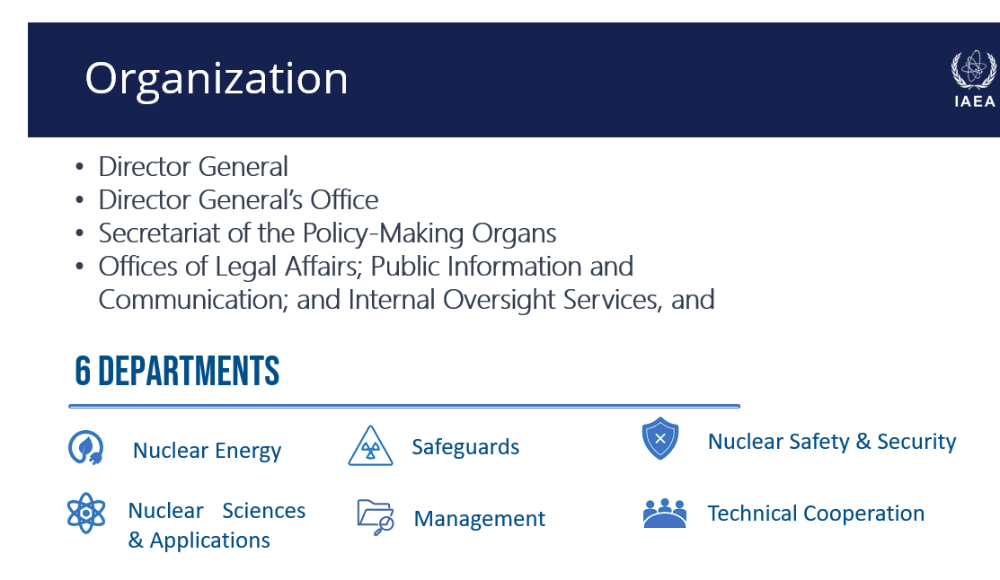 Organization
IAEA
• Director General
• Director General's Office
• Secretariat of the Policy-Making Organs
• Offices of Legal Affairs; Public Information and
Communication; and Internal Oversight Services, and
6 DEPARTMENTS
Nuclear Energy
Safeguards
Nuclear Safety & Security
Nuclear Sciences
& Applications
Management
Technical Cooperation